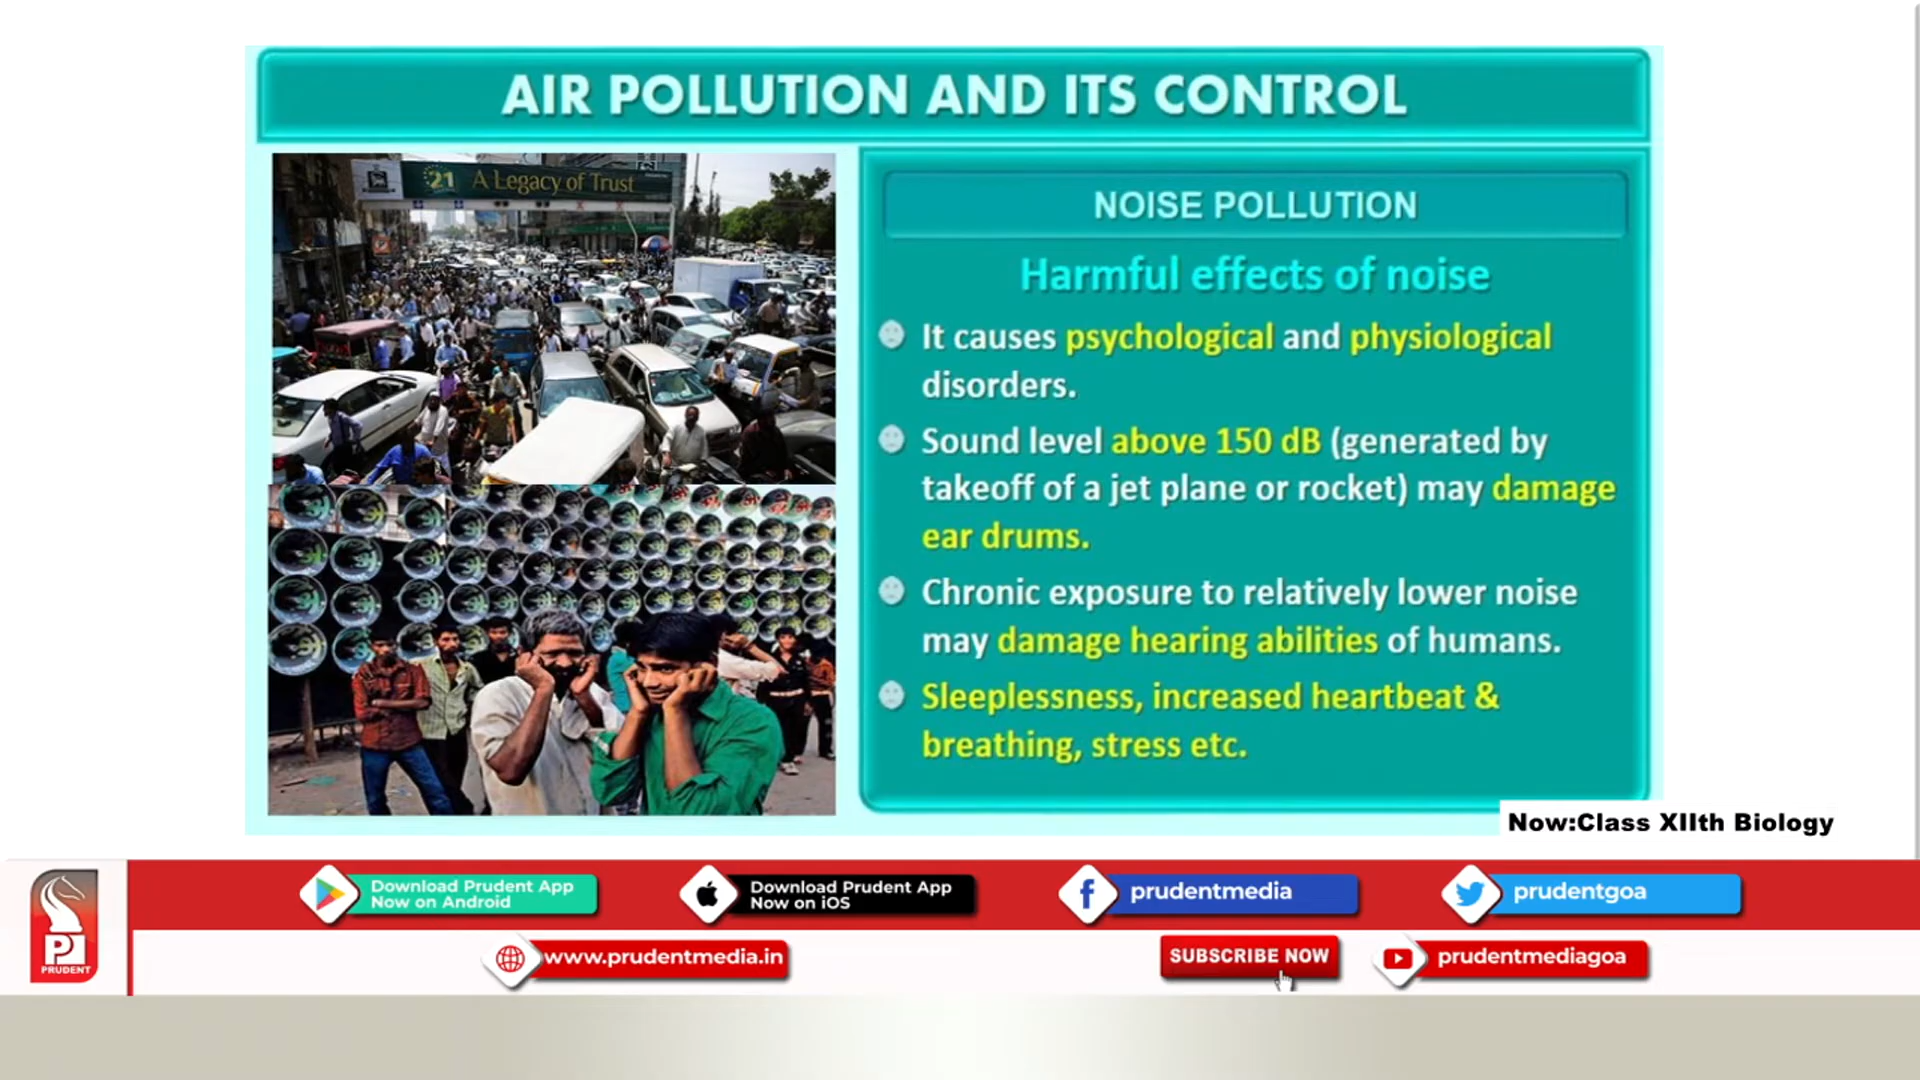 AIR POLLUTION AND ITS CONTROL
21 A Legacy of Trust
NOISE POLLUTION
Harmful effects of noise
It causes psychological and physiological
disorders.
Sound level above 150 dB (generated by
takeoff of a jet plane or rocket) may damage
ear drums.
Chronic exposure to relatively lower noise
may damage hearing abilities of humans.
Sleeplessness, increased heartbeat &
breathing, stress etc.
Now:Class XIIth Biology
PRUDENT
Download Prudent App
Now on Android
Download Prudent App
Now on iOS
prudentmedia
prudentgoa
www.prudentmedia.in
SUBSCRIBE NOW
prudentmediagoa